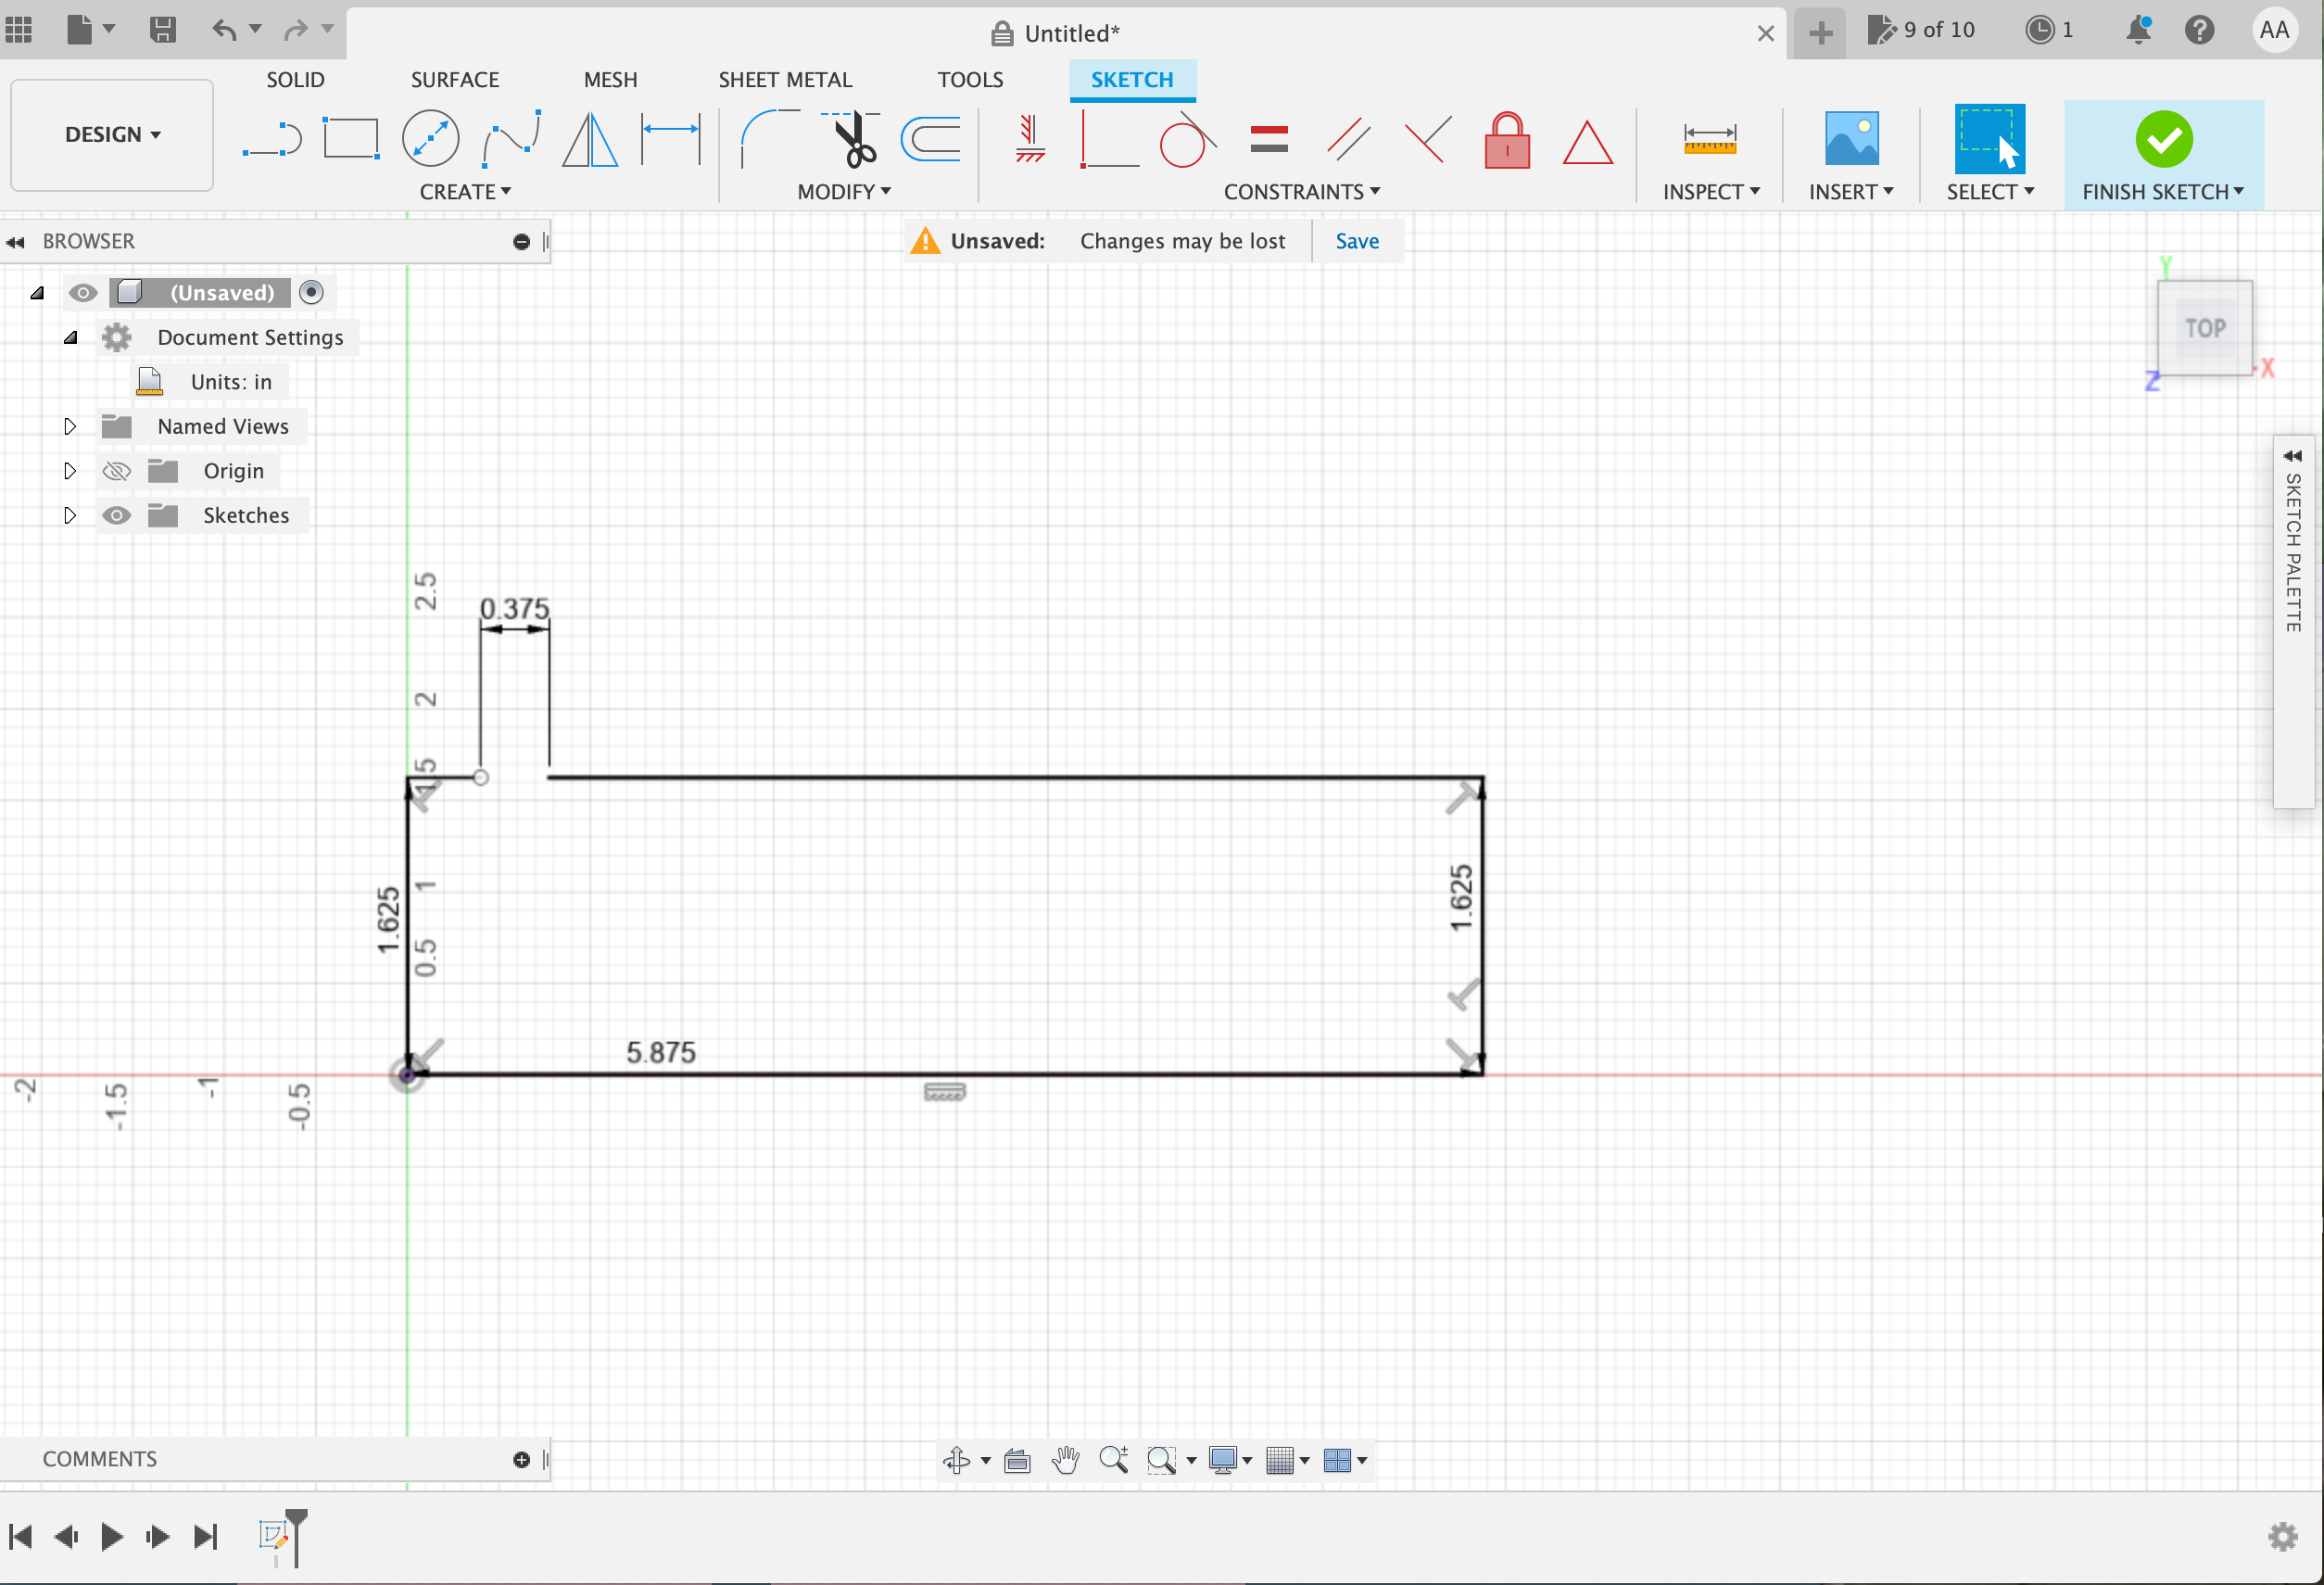 Untitled*
9 of 10
1
AA
SOLID
SURFACE
MESH
SHEET METAL
TOOLS
SKETCH
DESIGN
CREATE
MODIFY
CONSTRAINTS
INSPECT
INSERT
SELECT
FINISH SKETCH
BROWSER
Unsaved: Changes may be lost
Save
(Unsaved)
Document Settings
Units: in
Named Views
Origin
Sketches
Y
TOP
X
Z
SKETCH PALETTE
2.5
0.375
2
1.5
1.625
1
0.5
1.625
5.875
-2
-1.5
-1
-0.5
COMMENTS